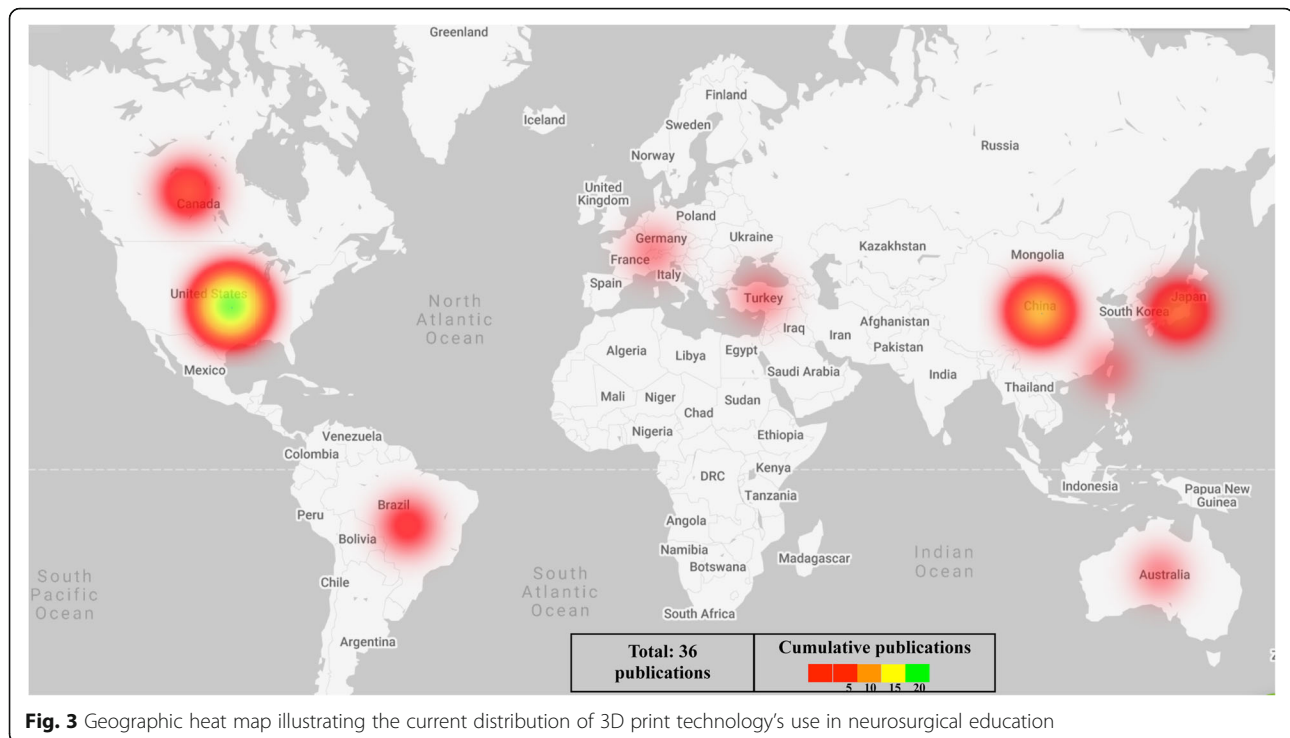 Greenland
Finland
Iceland
Sweden
Russia
Norway
United
Kingdom
Canada
Poland
Germany
Ukraine
Kazakhstan
France
Mongolia
Italy
Spain
United States
North
Atlantic
Ocean
Turkey
China
Japan
South Korea
Iraq
Iran
Afghanistan
Pakistan
Algeria
Libya
Egypt
Mexico
Saudi Arabia
India
Thailand
Mali
Niger
Chad
Sudan
Nigeria
Ethiopia
Venezuela
Colombia
Kenya
DRC
Indonesia
Papua New
Guinea
Tanzania
Brazil
Peru
Angola
Bolivia
Namibia
Botswana
Madagascar
Indian
Ocean
South
Pacific
Ocean
Chile
South
Atlantic
Ocean
Australia
South Africa
Argentina
Total: 36
publications
Cumulative publications
5 10 15 20
Fig. 3 Geographic heat map illustrating the current distribution of 3D print technology's use in neurosurgical education